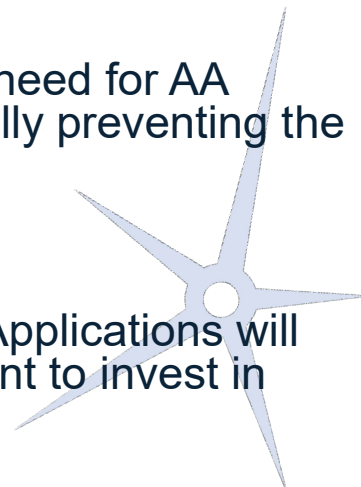 need for AA
lly preventing the
Applications will
nt to invest in